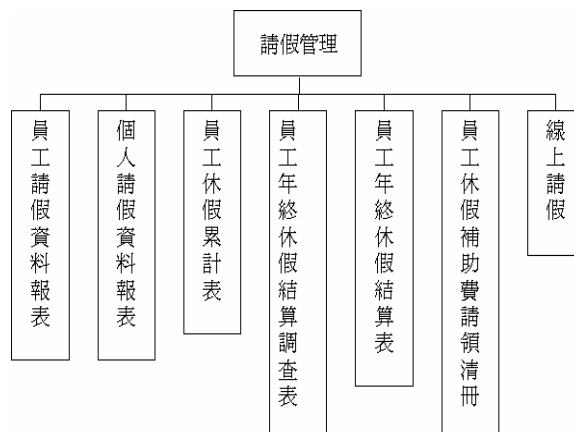 請假管理
員工請假資料報表
個人請假資料報表
員工休假累計表
員工年終休假結算調查表
員工年終休假結算表
員工休假補助費請領清冊
線上請假